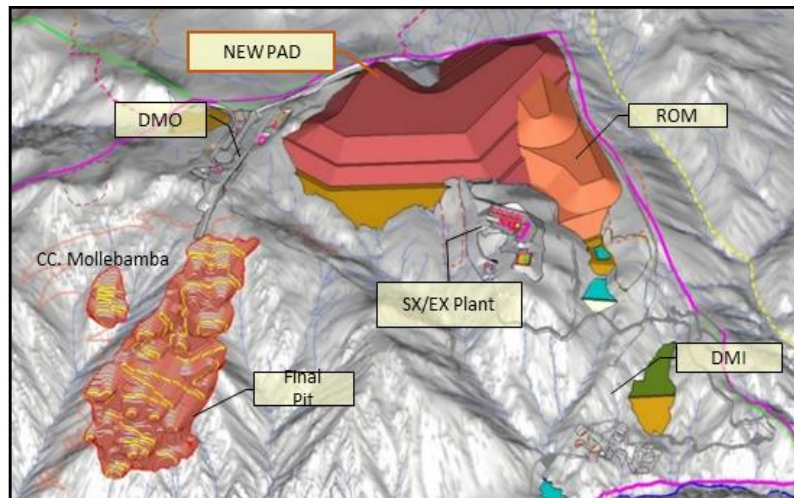 NEW PAD
DMO
ROM
CC. Mollebamba
SX/EX Plant
DMI
Final
Pit